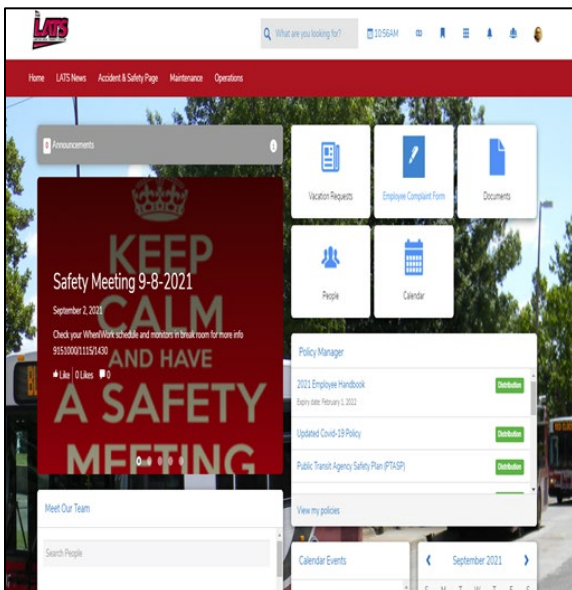 LATS
What are you looking for?
10:56AM
Home
LATS News
Accident & Safety Page
Maintenance
Operations
Announcements
KEEP
CALM
AND HAVE
A SAFETY
MEETING
Safety Meeting 9-8-2021
September 2, 2021
Check your WhenIWork schedule and monitors in break room for more info
9151000/1115/1430
Like
0 Likes
0
Vacation Requests
Employee Complaint Form
Documents
People
Calendar
Policy Manager
2021 Employee Handbook
Distribution
Expiry date: February 1, 2022
Updated Covid-19 Policy
Distribution
Public Transit Agency Safety Plan (PTASP)
Distribution
View my policies
Meet Our Team
Search People
Calendar Events
September 2021
S M T W T F S